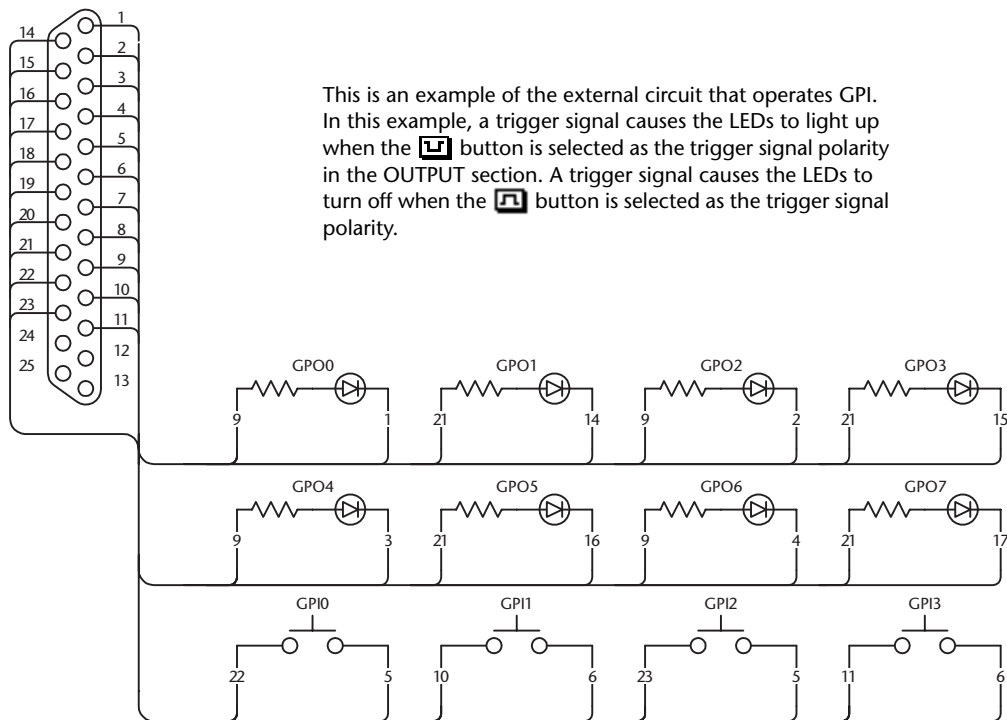 1
14
2
15
3
16
4
17
5
18
6
19
7
20
8
21
9
22
10
23
11
24
12
25
13
This is an example of the external circuit that operates GPI.
In this example, a trigger signal causes the LEDs to light up
when the button is selected as the trigger signal polarity
in the OUTPUT section. A trigger signal causes the LEDs to
turn off when the button is selected as the trigger signal
polarity.
GPO0 GPO1 GPO2 GPO3
9 1 21 14 9 2 21 15
GPO4 GPO5 GPO6 GPO7
9 3 21 16 9 4 21 17
GPI0 GPI1 GPI2 GPI3
22 5 10 6 23 5 11 6